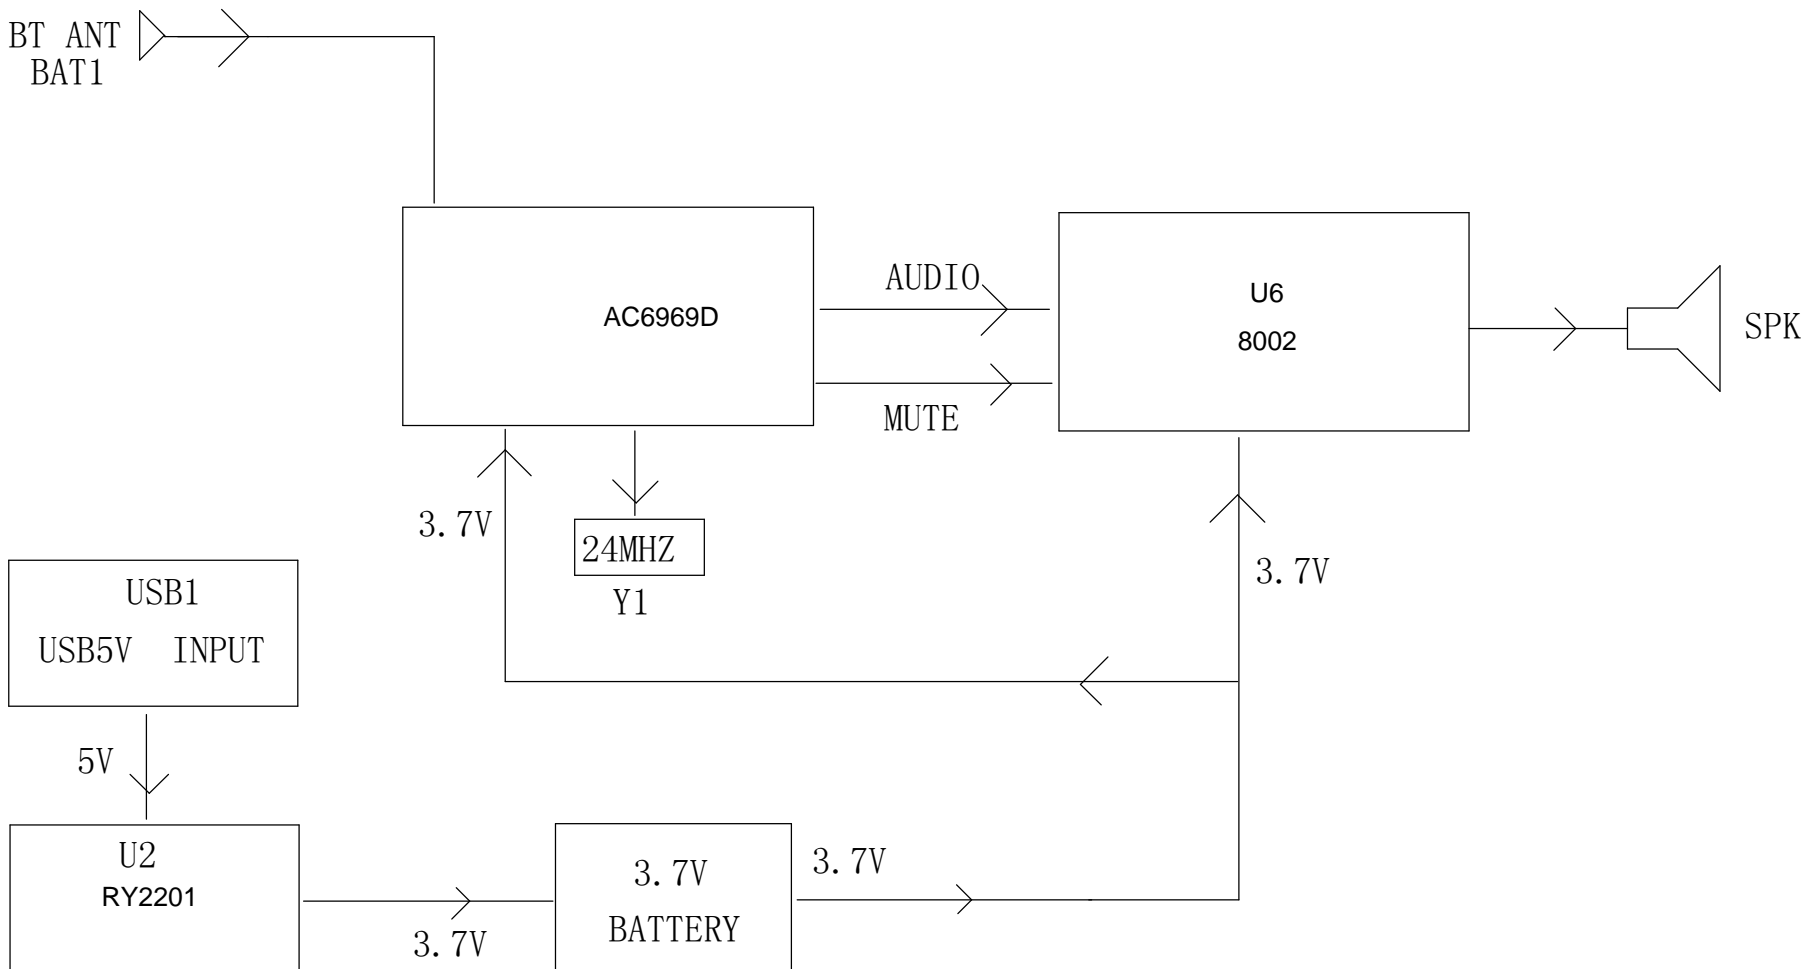 BT ANT
BAT1
AC6969D
AUDIO
MUTE
U6
8002
SPK
3.7V
24MHZ
Y1
3.7V
USB1
USB5V INPUT
5V
U2
RY2201
3.7V
3.7V
BATTERY
3.7V